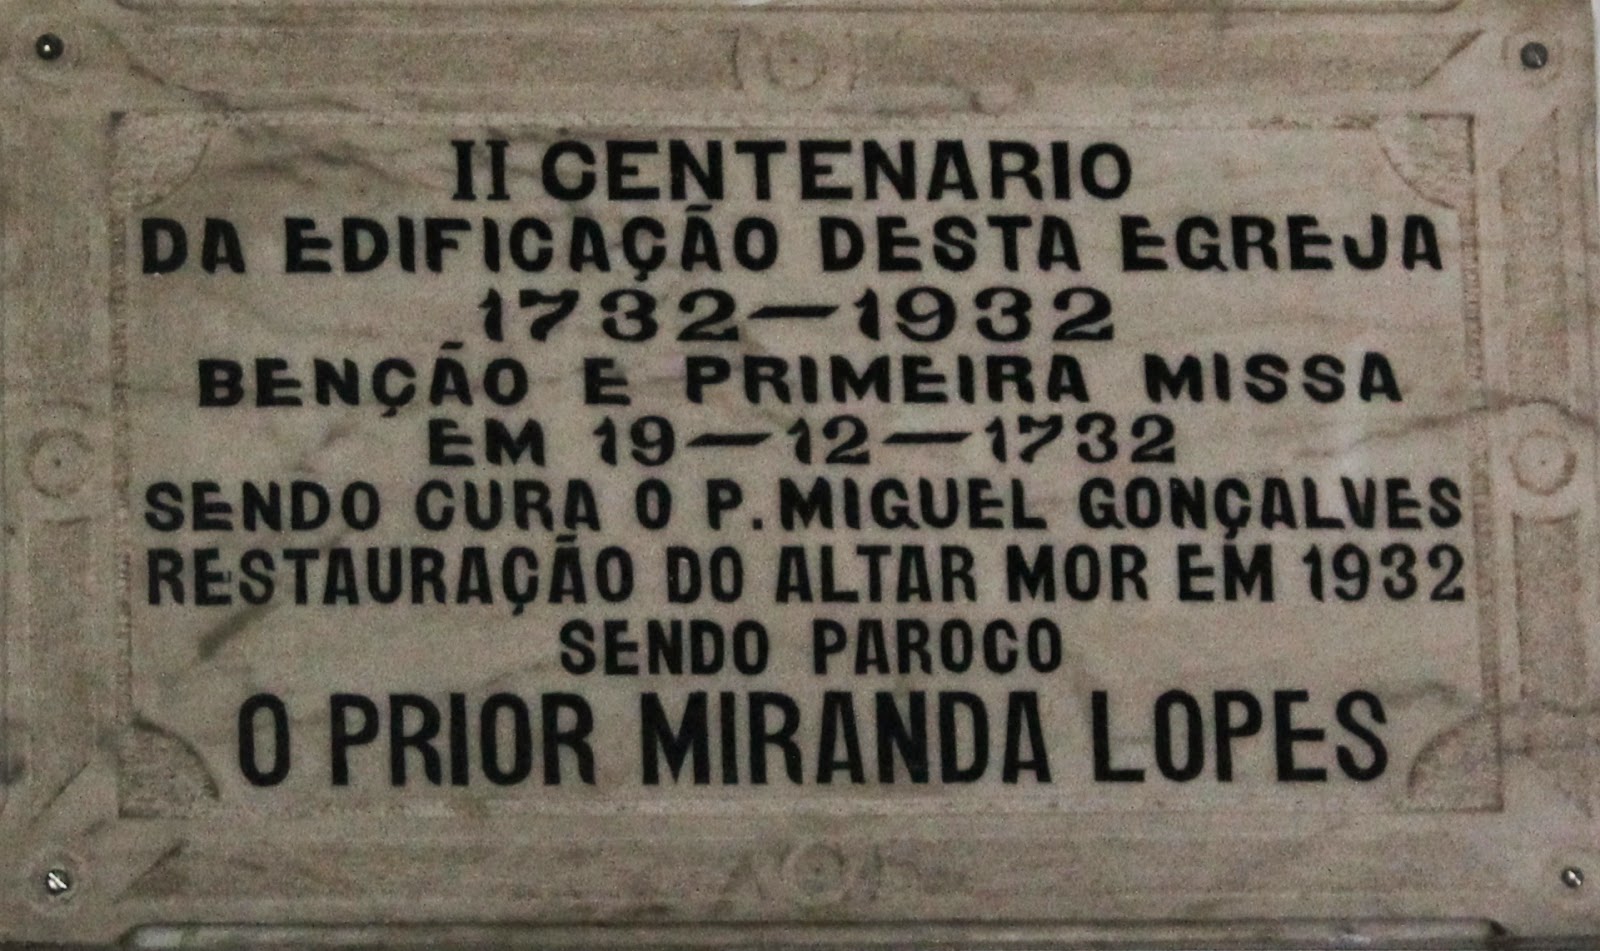 II CENTENARIO
DA EDIFICAÇÃO DESTA EGREJA
1732—1932
BENÇÃO E PRIMEIRA MISSA
EM 19—12—1732
SENDO CURA O P. MIGUEL GONÇALVES
RESTAURAÇÃO DO ALTAR MOR EM 1932
SENDO PAROCO
O PRIOR MIRANDA LOPES